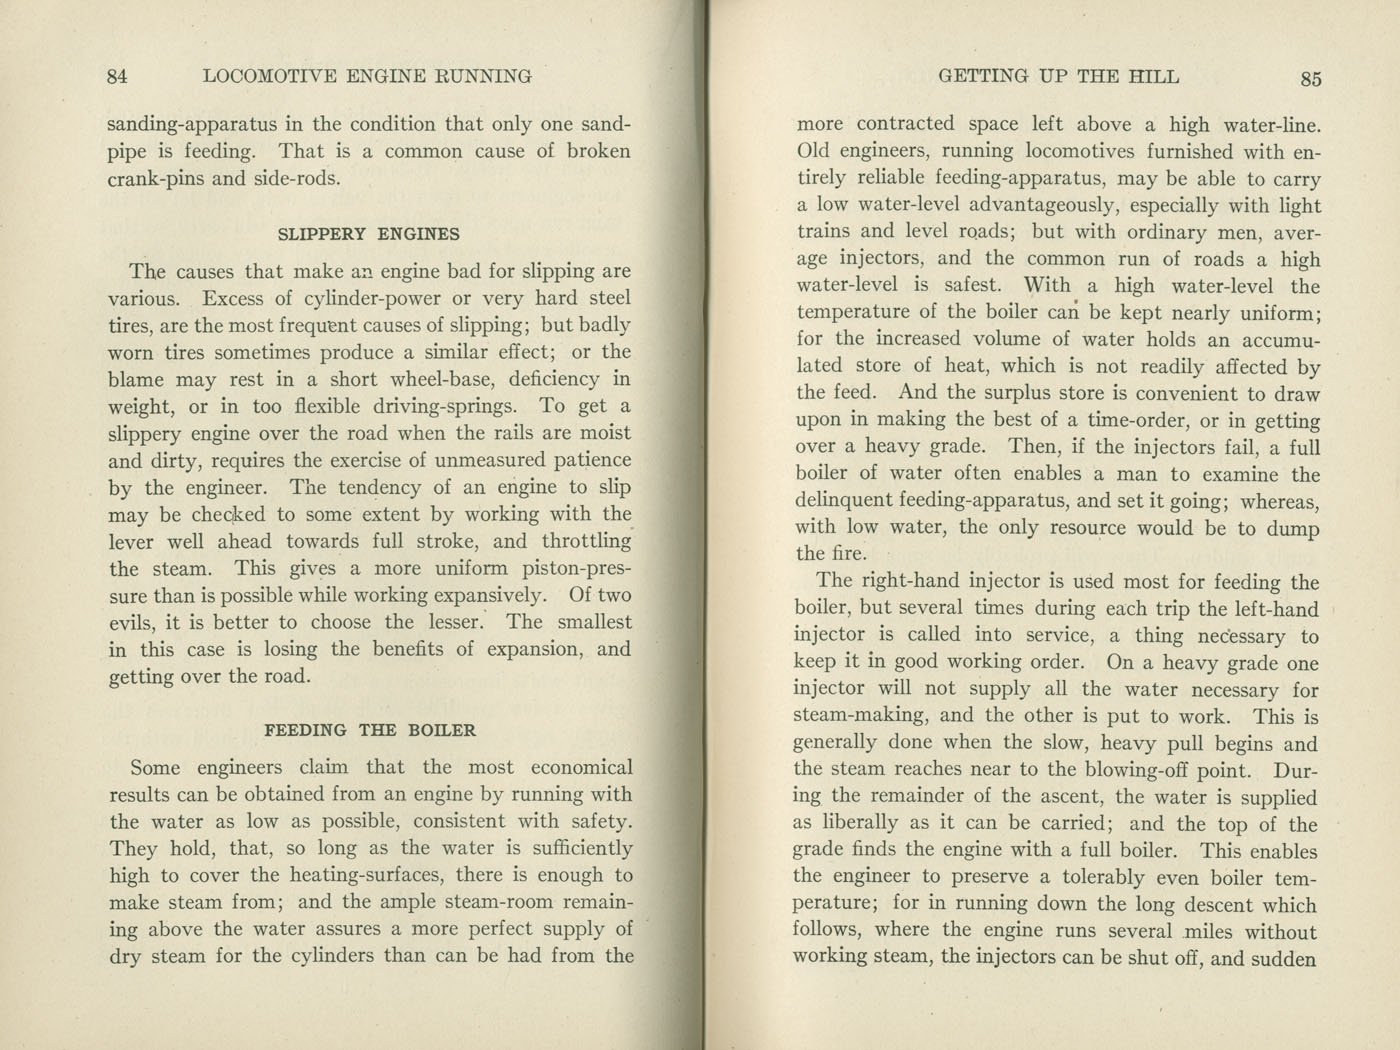 84 LOCOMOTIVE ENGINE RUNNING
sanding-apparatus in the condition that only one sand-
pipe is feeding. That is a common cause of broken
crank-pins and side-rods.
SLIPPERY ENGINES
The causes that make an engine bad for slipping are
various. Excess of cylinder-power or very hard steel
tires, are the most frequent causes of slipping; but badly
worn tires sometimes produce a similar effect; or the
blame may rest in a short wheel-base, deficiency in
weight, or in too flexible driving-springs. To get a
slippery engine over the road when the rails are moist
and dirty, requires the exercise of unmeasured patience
by the engineer. The tendency of an engine to slip
may be checked to some extent by working with the
lever well ahead towards full stroke, and throttling
the steam. This gives a more uniform piston-pres-
sure than is possible while working expansively. Of two
evils, it is better to choose the lesser. The smallest
in this case is losing the benefits of expansion, and
getting over the road.
FEEDING THE BOILER
Some engineers claim that the most economical
results can be obtained from an engine by running with
the water as low as possible, consistent with safety.
They hold, that, so long as the water is sufficiently
high to cover the heating-surfaces, there is enough to
make steam from; and the ample steam-room remain-
ing above the water assures a more perfect supply of
dry steam for the cylinders than can be had from the
GETTING UP THE HILL 85
more contracted space left above a high water-line.
Old engineers, running locomotives furnished with en-
tirely reliable feeding-apparatus, may be able to carry
a low water-level advantageously, especially with light
trains and level roads; but with ordinary men, aver-
age injectors, and the common run of roads a high
water-level is safest. With a high water-level the
temperature of the boiler can be kept nearly uniform;
for the increased volume of water holds an accumu-
lated store of heat, which is not readily affected by
the feed. And the surplus store is convenient to draw
upon in making the best of a time-order, or in getting
over a heavy grade. Then, if the injectors fail, a full
boiler of water often enables a man to examine the
delinquent feeding-apparatus, and set it going; whereas,
with low water, the only resource would be to dump
the fire.
The right-hand injector is used most for feeding the
boiler, but several times during each trip the left-hand
injector is called into service, a thing necessary to
keep it in good working order. On a heavy grade one
injector will not supply all the water necessary for
steam-making, and the other is put to work. This is
generally done when the slow, heavy pull begins and
the steam reaches near to the blowing-off point. Dur-
ing the remainder of the ascent, the water is supplied
as liberally as it can be carried; and the top of the
grade finds the engine with a full boiler. This enables
the engineer to preserve a tolerably even boiler tem-
perature; for in running down the long descent which
follows, where the engine runs several miles without
working steam, the injectors can be shut off, and sudden